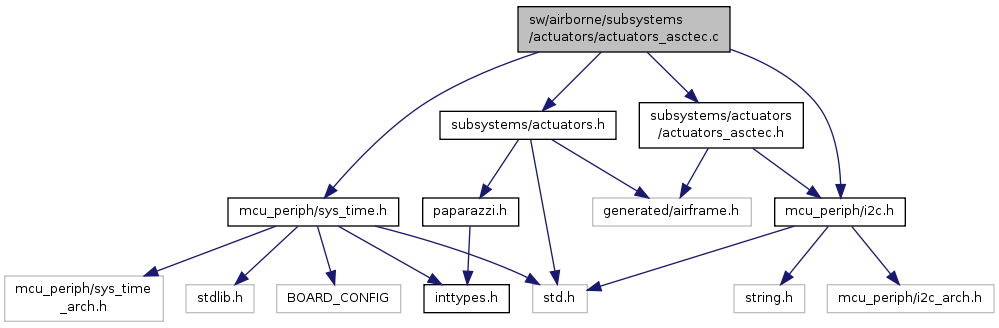 sw/airborne/subsystems
/actuators/actuators_asctec.c
subsystems/actuators.h
subsystems/actuators
/actuators_asctec.h
mcu_periph/sys_time.h
paparazzi.h
generated/airframe.h
mcu_periph/i2c.h
mcu_periph/sys_time
_arch.h
stdlib.h
BOARD_CONFIG
inttypes.h
std.h
string.h
mcu_periph/i2c_arch.h